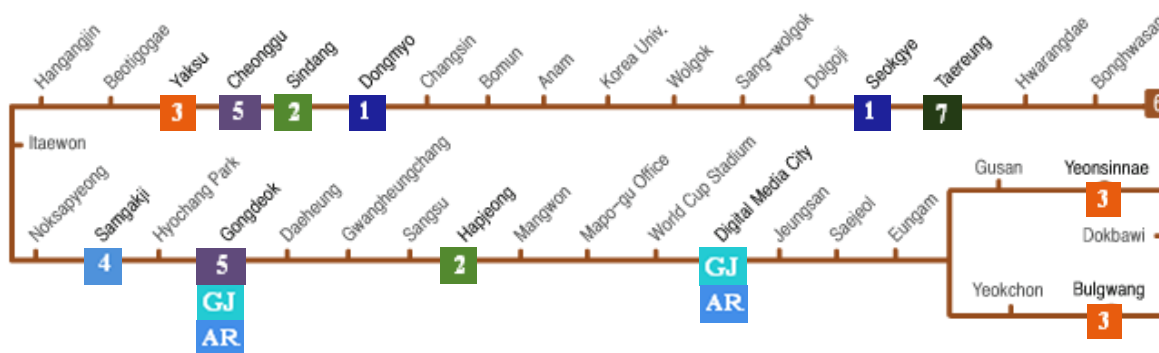 Hangangjin
Beotigogae
Yaksu
Cheonggu
Sindang
Dongmyo
Changsin
Bomun
Anam
Korea Univ.
Wolgok
Sang-wolgok
Dolgoji
Seokgye
Taereung
Hwarangdae
Bonghwasan
3
5
2
1
1
7
6
Itaewon
Noksapyeong
Samgakji
Hyochang Park
Gongdeok
Daeheung
Gwangheungchang
Sangsu
Hapjeong
Mangwon
Mapo-gu Office
World Cup Stadium
Digital Media City
Jeungsan
Saejeol
Eungam
4
5
GJ
AR
2
GJ
AR
Gusan
Yeonsinnae
3
Dokbawi
Yeokchon
Bulgwang
3